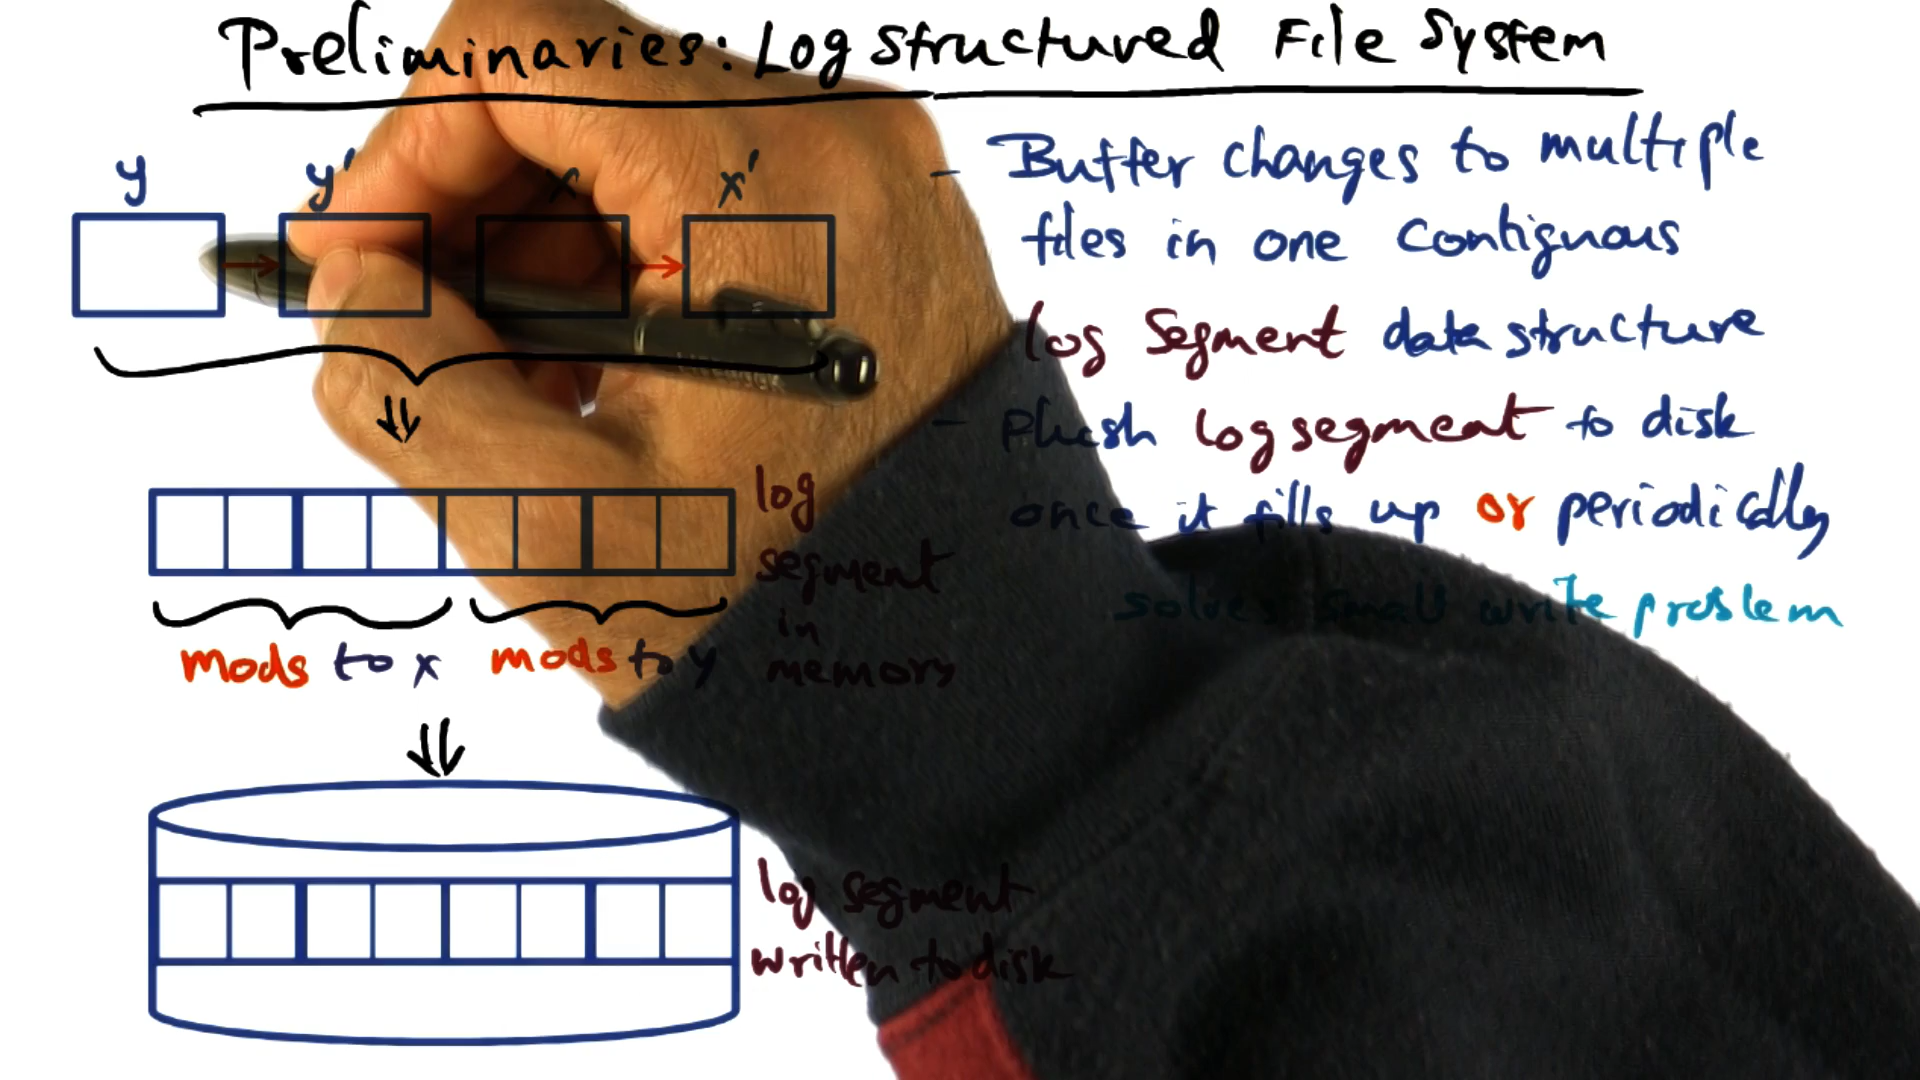 Preliminaries: Log Structured File System
y y' x x'
- Buffer changes to multiple
files in one contiguous
log segment data structure
- Flush log segment to disk
once it fills up or periodically
solves small write problem
log
segment
in
memory
mods to x mods to y
log segment
written to disk